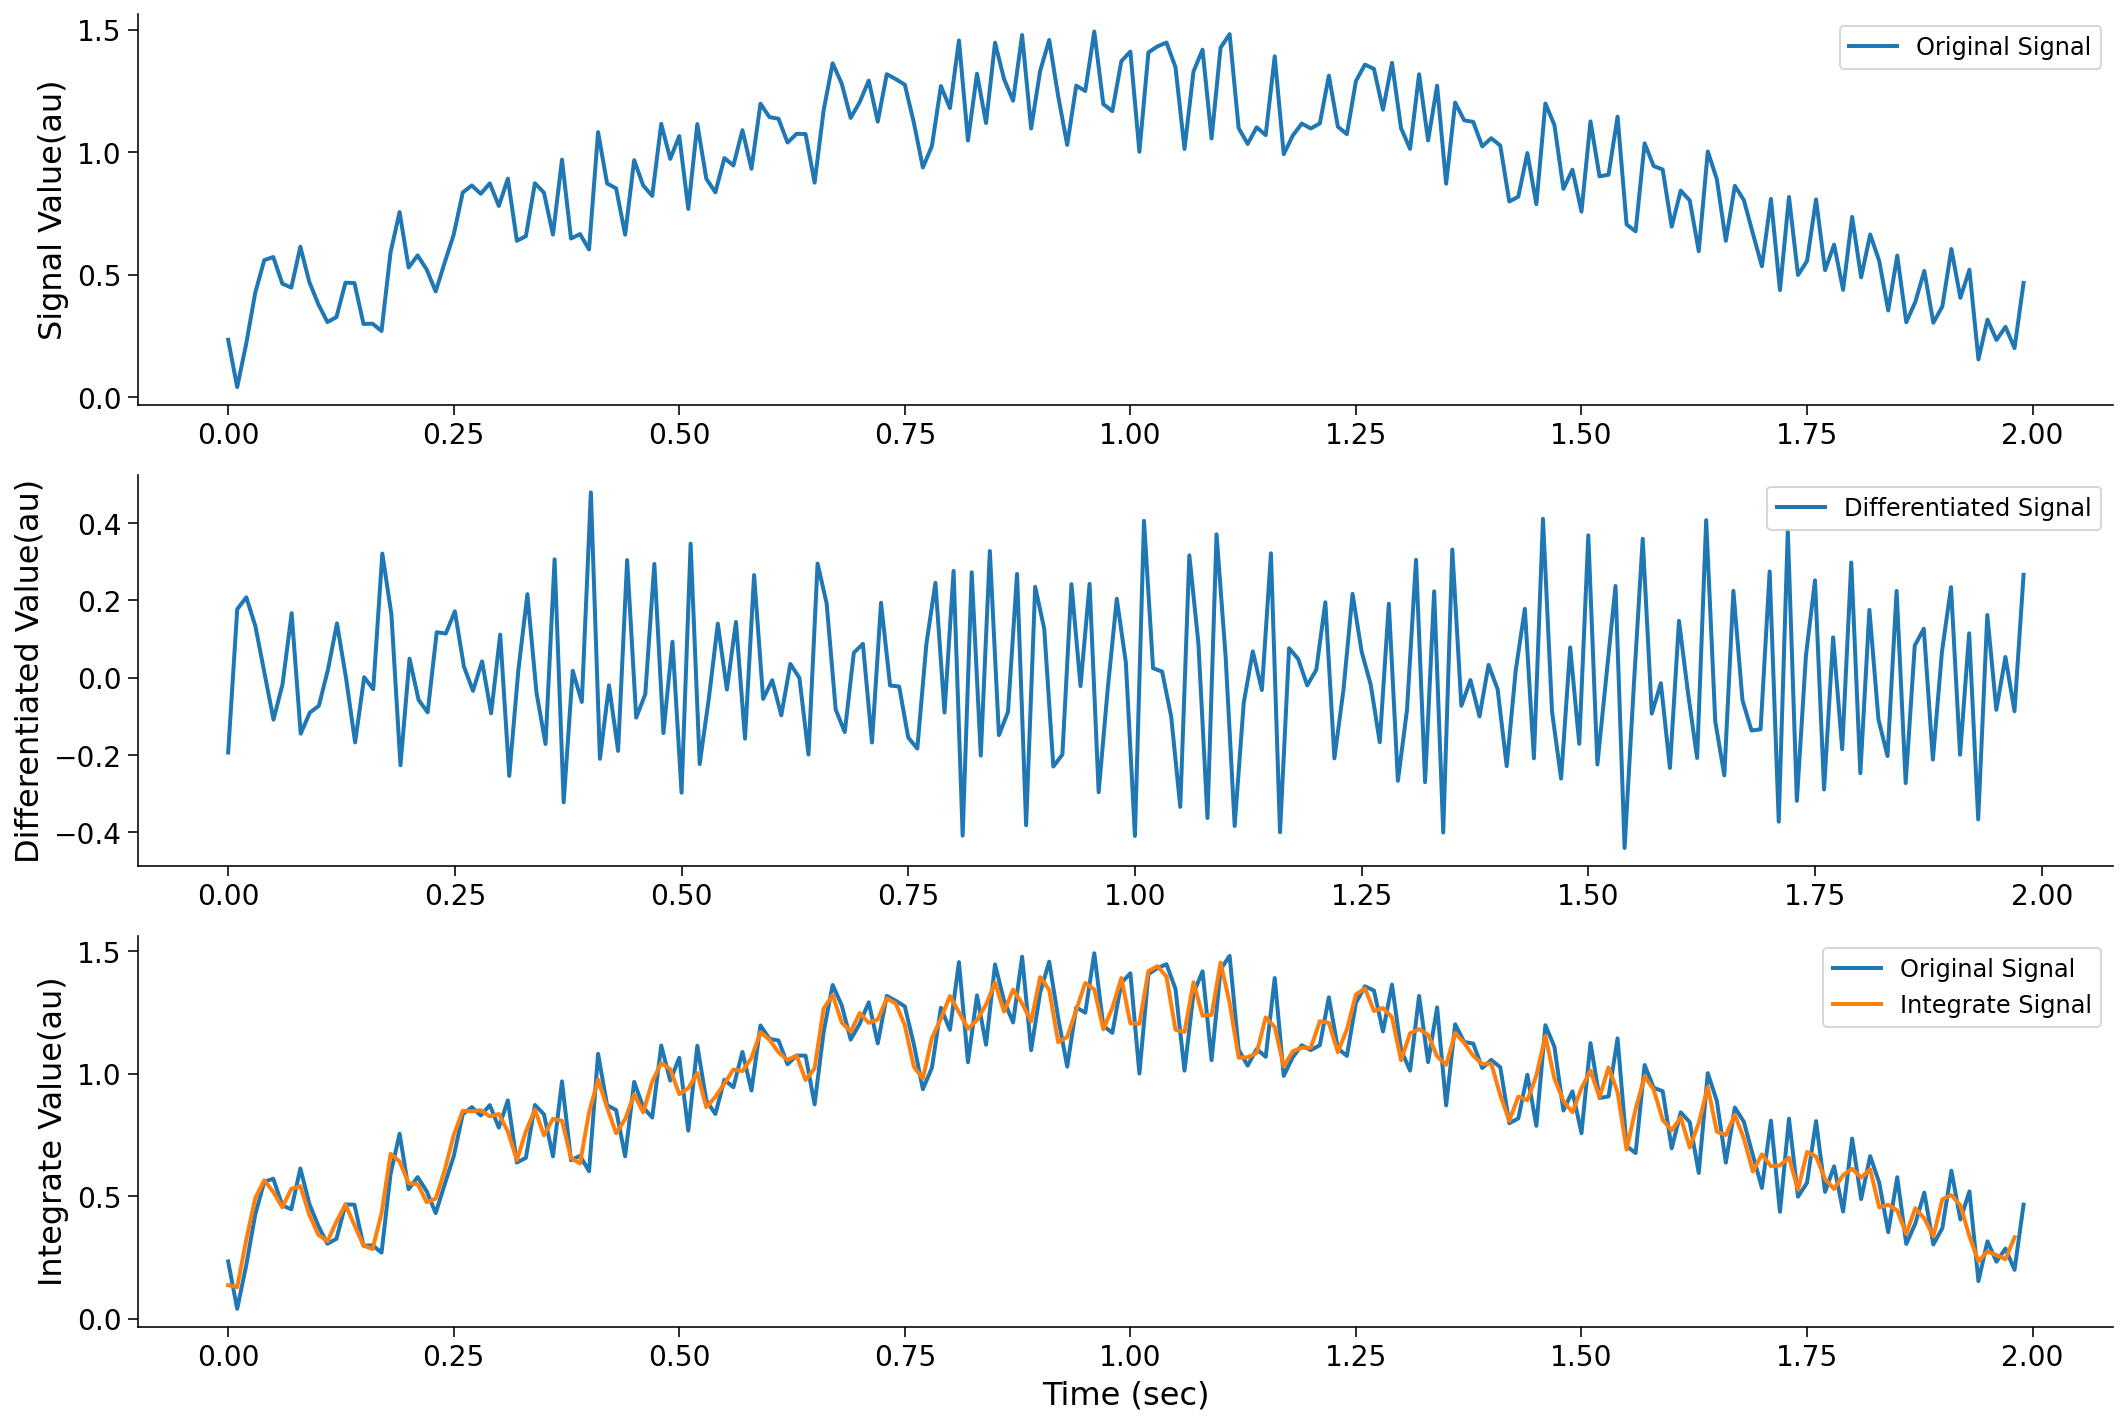 Signal Value(au)
1.5
1.0
0.5
0.0
Original Signal
0.00 0.25 0.50 0.75 1.00 1.25 1.50 1.75 2.00
Differentiated Value(au)
0.4
0.2
0.0
−0.2
−0.4
Differentiated Signal
0.00 0.25 0.50 0.75 1.00 1.25 1.50 1.75 2.00
Integrate Value(au)
1.5
1.0
0.5
0.0
Original Signal
Integrate Signal
0.00 0.25 0.50 0.75 1.00 1.25 1.50 1.75 2.00
Time (sec)